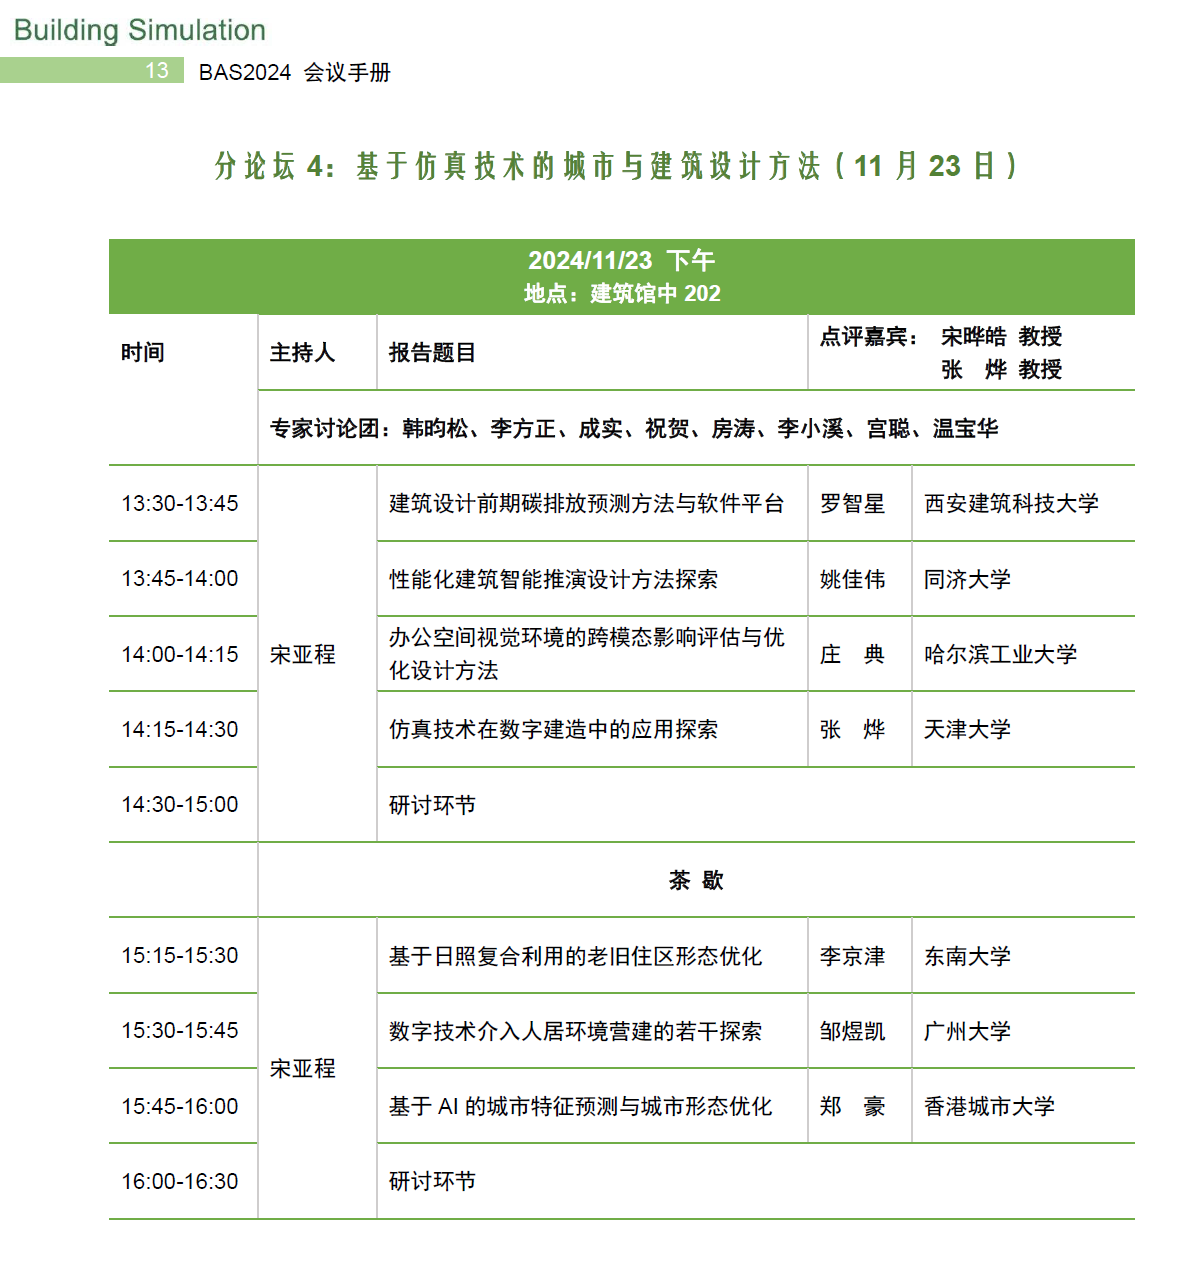 Building Simulation
13 BAS2024 会议手册
分论坛 4：基于仿真技术的城市与建筑设计方法（11 月 23 日）
2024/11/23 下午
地点：建筑馆中 202
时间 主持人 报告题目 点评嘉宾： 宋晔皓 教授
张　烨 教授
专家讨论团：韩昀松、李方正、成实、祝贺、房涛、李小溪、宫聪、温宝华
13:30-13:45 建筑设计前期碳排放预测方法与软件平台 罗智星 西安建筑科技大学
13:45-14:00 性能化建筑智能推演设计方法探索 姚佳伟 同济大学
14:00-14:15 宋亚程 办公空间视觉环境的跨模态影响评估与优
化设计方法 庄　典 哈尔滨工业大学
14:15-14:30 仿真技术在数字建造中的应用探索 张　烨 天津大学
14:30-15:00 研讨环节
茶 歇
15:15-15:30 基于日照复合利用的老旧住区形态优化 李京津 东南大学
15:30-15:45 数字技术介入人居环境营建的若干探索 邹煜凯 广州大学
宋亚程
15:45-16:00 基于 AI 的城市特征预测与城市形态优化 郑　豪 香港城市大学
16:00-16:30 研讨环节